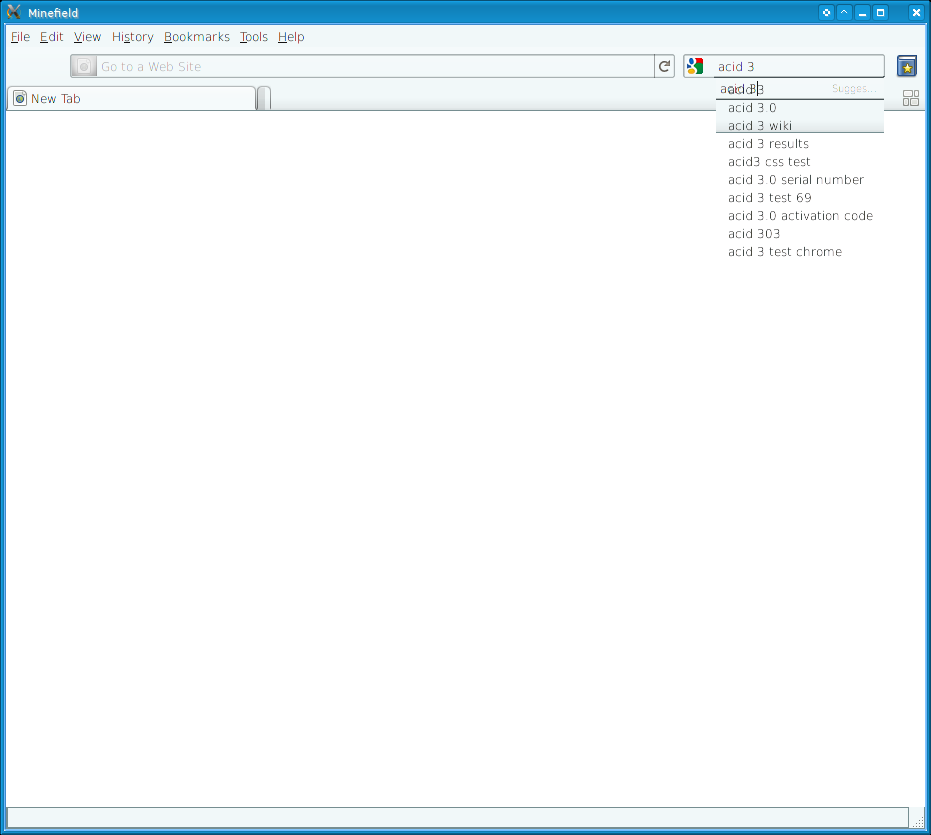 Minefield
File Edit View History Bookmarks Tools Help
Go to a Web Site
acid 3
New Tab
acid 3 Sugges...
acid 3.0
acid 3 wiki
acid 3 results
acid3 css test
acid 3.0 serial number
acid 3 test 69
acid 3.0 activation code
acid 303
acid 3 test chrome